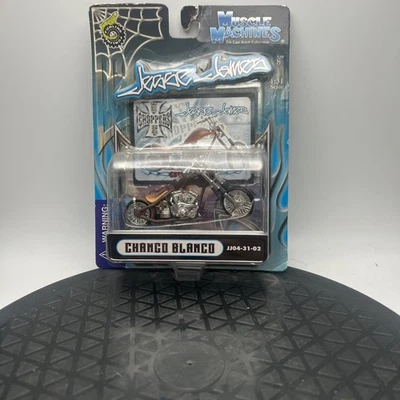 MUSCLE
MACHINES
Jesse James
CHOPPERS
Jesse James
WARNING:
CHANGO BLANCO
JJ04-31-02